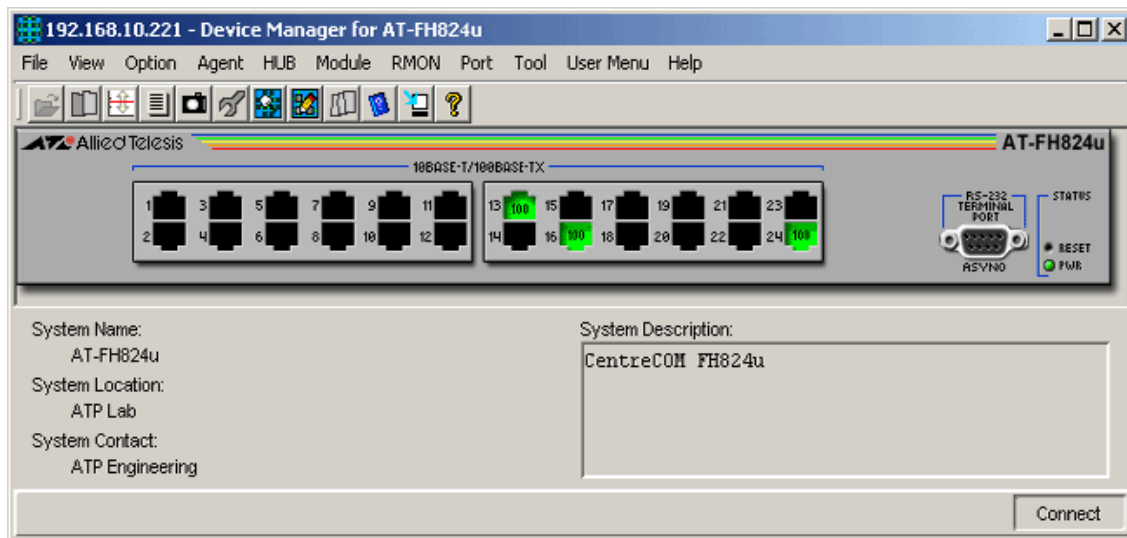 192.168.10.221 - Device Manager for AT-FH824u
File View Option Agent HUB Module RMON Port Tool User Menu Help
Allied Telesis
AT-FH824u
10BASE-T/100BASE-TX
1 3 5 7 9 11 13 100 15 17 19 21 23
2 4 6 8 10 12 14 16 100 18 20 22 24 100
RS-232
TERMINAL
PORT
ASYN0
STATUS
RESET
PWR
System Name:
AT-FH824u
System Location:
ATP Lab
System Contact:
ATP Engineering
System Description:
CentreCOM FH824u
Connect